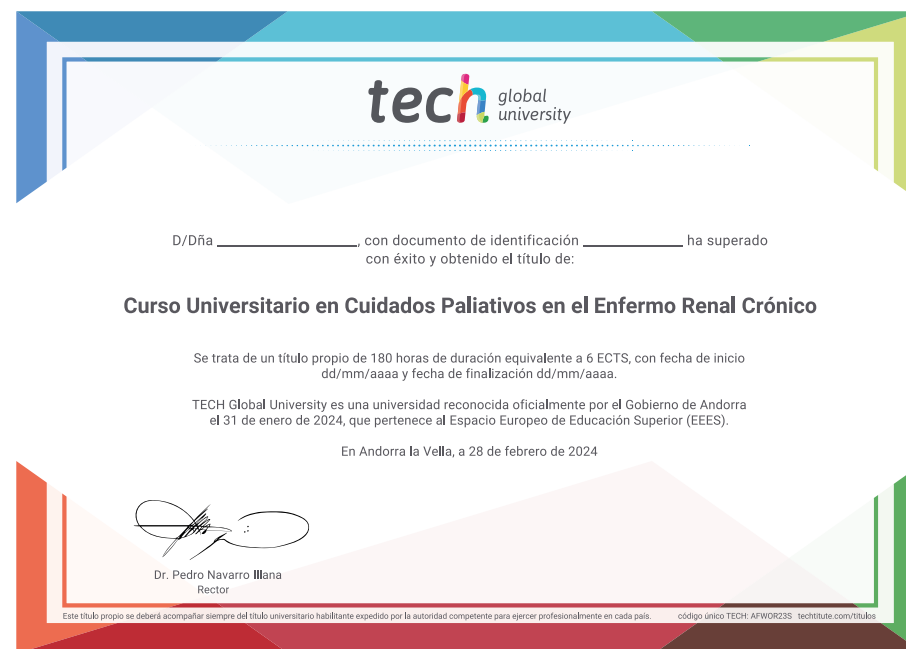 tech global university
D/Dña ____________________, con documento de identificación ______________ ha superado
con éxito y obtenido el título de:
Curso Universitario en Cuidados Paliativos en el Enfermo Renal Crónico
Se trata de un título propio de 180 horas de duración equivalente a 6 ECTS, con fecha de inicio
dd/mm/aaaa y fecha de finalización dd/mm/aaaa.
TECH Global University es una universidad reconocida oficialmente por el Gobierno de Andorra
el 31 de enero de 2024, que pertenece al Espacio Europeo de Educación Superior (EEES).
En Andorra la Vella, a 28 de febrero de 2024
Dr. Pedro Navarro Illana
Rector
Este título propio se deberá acompañar siempre del título universitario habilitante expedido por la autoridad competente para ejercer profesionalmente en cada país. código único TECH: AFWOR23S techtitute.com/titulos